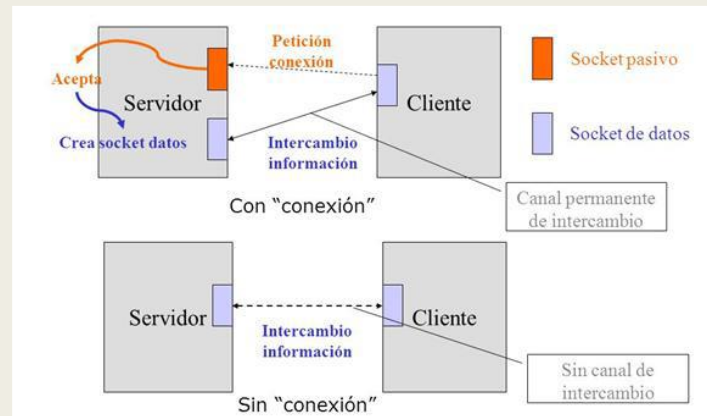 Petición
conexión
Acepta
Servidor
Crea socket datos
Intercambio
información
Cliente
Socket pasivo
Socket de datos
Canal permanente
de intercambio
Con “conexión”
Servidor
Intercambio
información
Cliente
Sin canal de
intercambio
Sin “conexión”